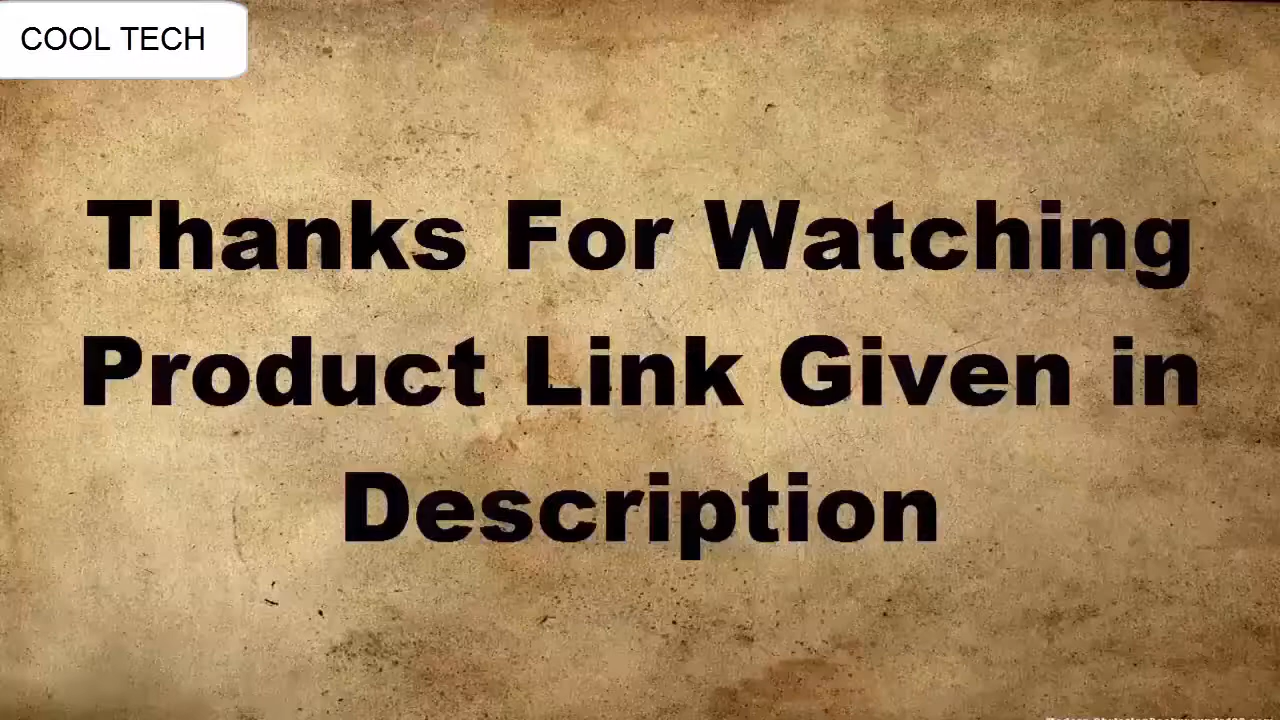 COOL TECH
Thanks For Watching
Product Link Given in
Description